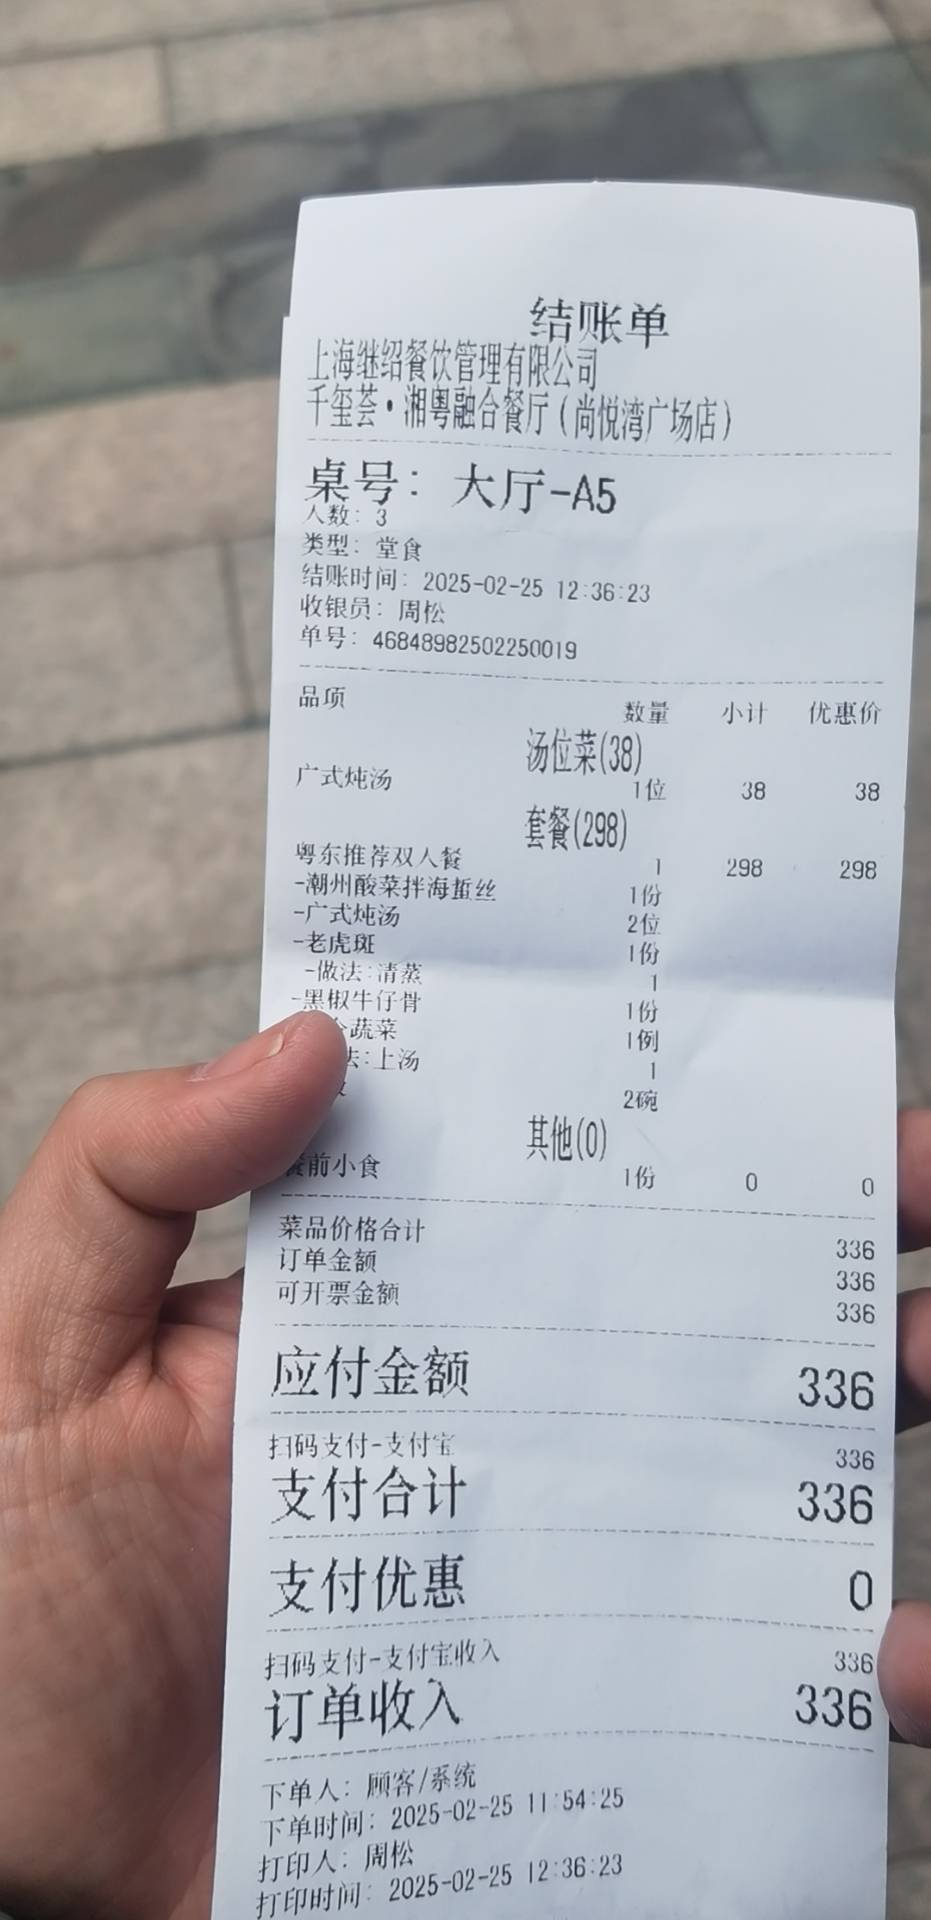 结账单
上海继绍餐饮管理有限公司
千玺荟·湘粤融合餐厅(尚悦湾广场店)
桌号: 大厅-A5
人数: 3
类型: 堂食
结账时间: 2025-02-25 12:36:23
收银员: 周松
单号: 46848982502250019
品项 数量 小计 优惠价
汤位菜(38)
广式炖汤 1位 38 38
套餐(298)
粤东推荐双人餐 1 298 298
-潮州酸菜拌海蜇丝 1份
-广式炖汤 2位
-老虎斑 1份
-做法:清蒸 1
-黑椒牛仔骨 1份
蔬菜 1例
法:上汤 1
2碗
其他(0)
餐前小食 1份 0 0
菜品价格合计 336
订单金额 336
可开票金额 336
应付金额 336
扫码支付-支付宝 336
支付合计 336
支付优惠 0
扫码支付-支付宝收入 336
订单收入 336
下单人: 顾客/系统
下单时间: 2025-02-25 11:54:25
打印人: 周松
打印时间: 2025-02-25 12:36:23